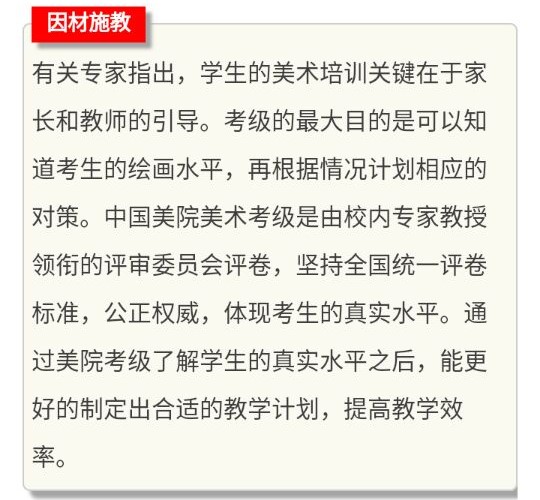 因材施教
有关专家指出，学生的美术培训关键在于家
长和教师的引导。考级的最大目的是可以知
道考生的绘画水平，再根据情况计划相应的
对策。中国美院美术考级是由校内专家教授
领衔的评审委员会评卷，坚持全国统一评卷
标准，公正权威，体现考生的真实水平。通
过美院考级了解学生的真实水平之后，能更
好的制定出合适的教学计划，提高教学效
率。